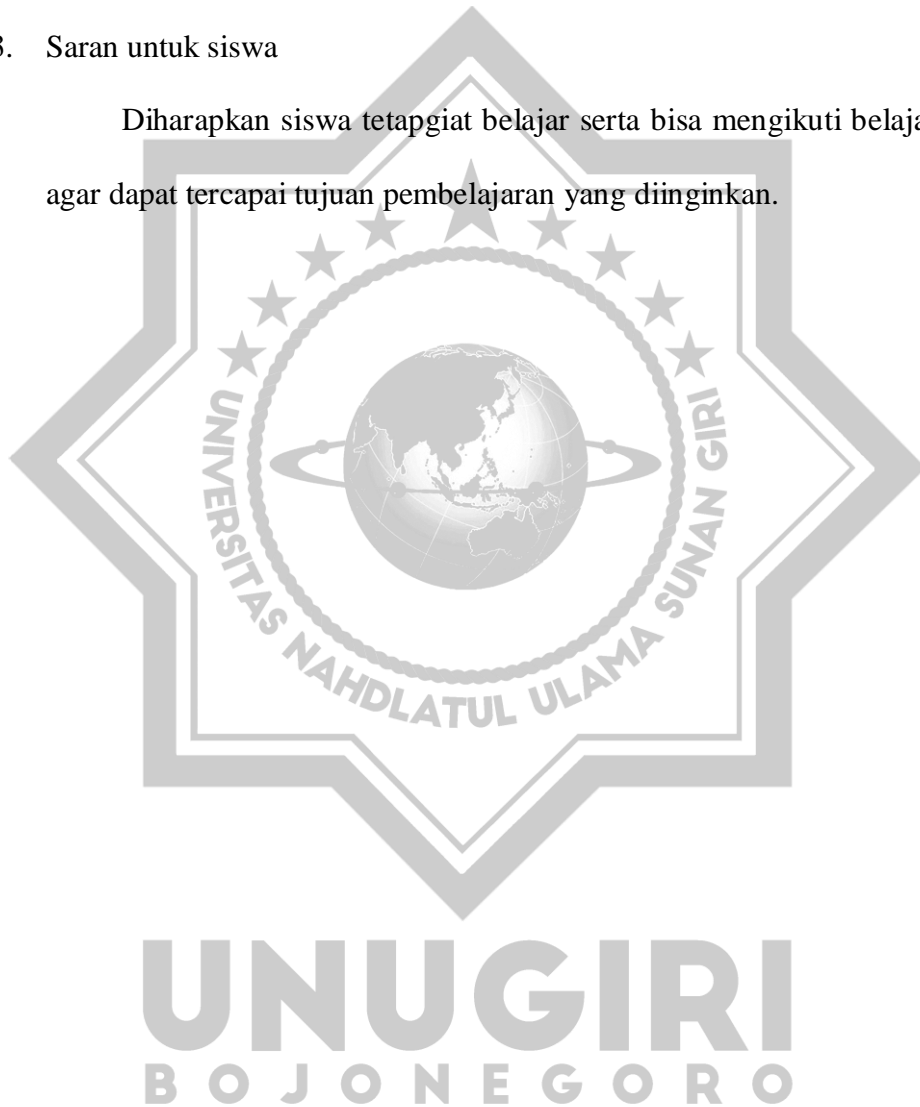 3. Saran untuk siswa
Diharapkan siswa tetapgiat belajar serta bisa mengikuti
agar dapat tercapai tujuan pembelajaran yang diinginkan.
UNIVERSITAS NAHDLATUL ULAMA SUNAN GIRI
UNUGIRI
BOJONEGORO